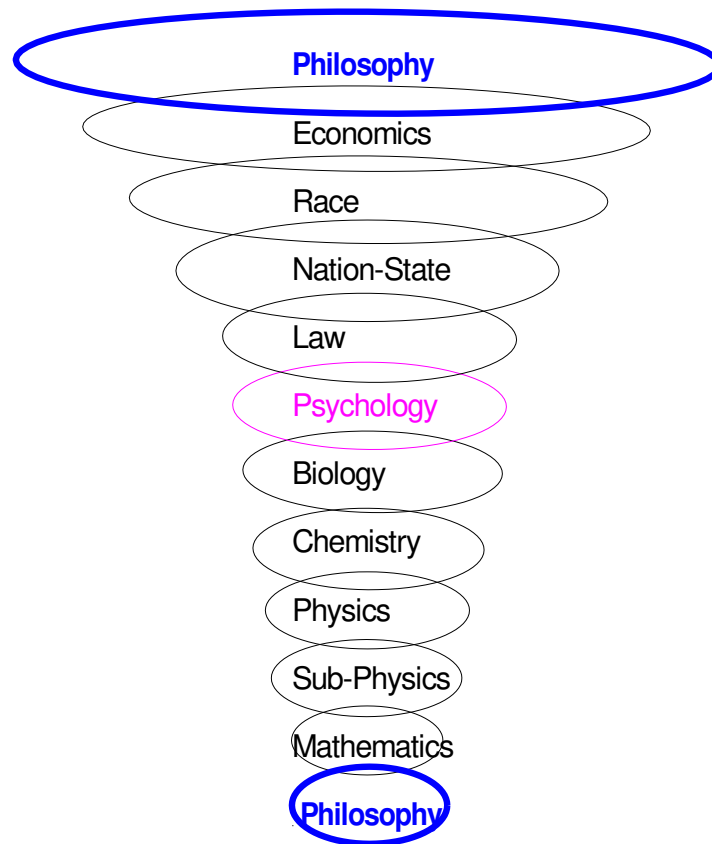 Philosophy
Economics
Race
Nation-State
Law
Psychology
Biology
Chemistry
Physics
Sub-Physics
Mathematics
Philosophy